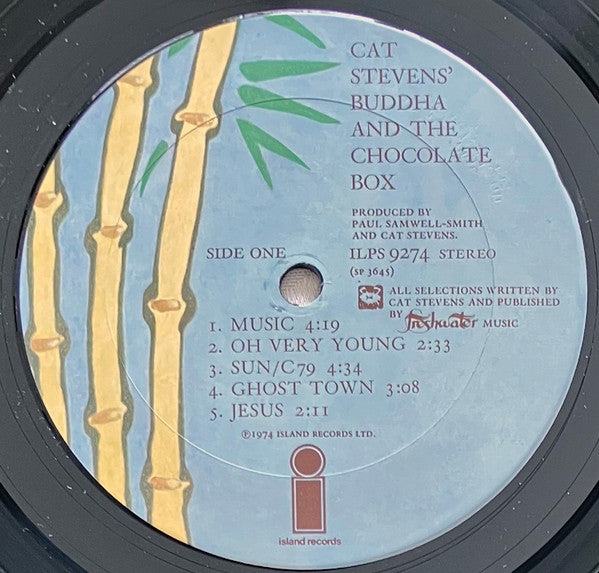 CAT
STEVENS'
BUDDHA
AND THE
CHOCOLATE
BOX
PRODUCED BY
PAUL SAMWELL-SMITH
AND CAT STEVENS.
SIDE ONE
ILPS 9274 STEREO
(SP 3645)
ALL SELECTIONS WRITTEN BY
CAT STEVENS AND PUBLISHED
BY Freshwater MUSIC
1. MUSIC 4:19
2. OH VERY YOUNG 2:33
3. SUN/C79 4:34
4. GHOST TOWN 3:08
5. JESUS 2:11
℗1974 ISLAND RECORDS LTD.
i
island records